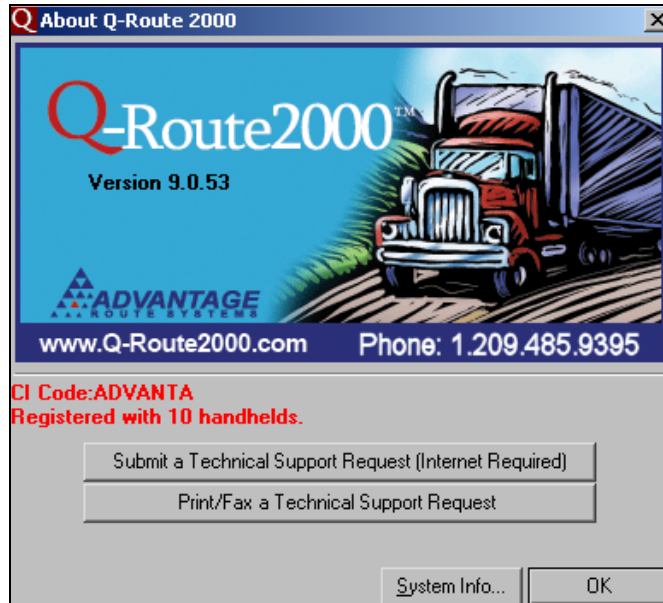 Q About Q-Route 2000
Q-Route2000™
Version 9.0.53
ADVANTAGE
ROUTE SYSTEMS
www.Q-Route2000.com Phone: 1.209.485.9395
CI Code:ADVANTA
Registered with 10 handhelds.
Submit a Technical Support Request (Internet Required)
Print/Fax a Technical Support Request
System Info... OK